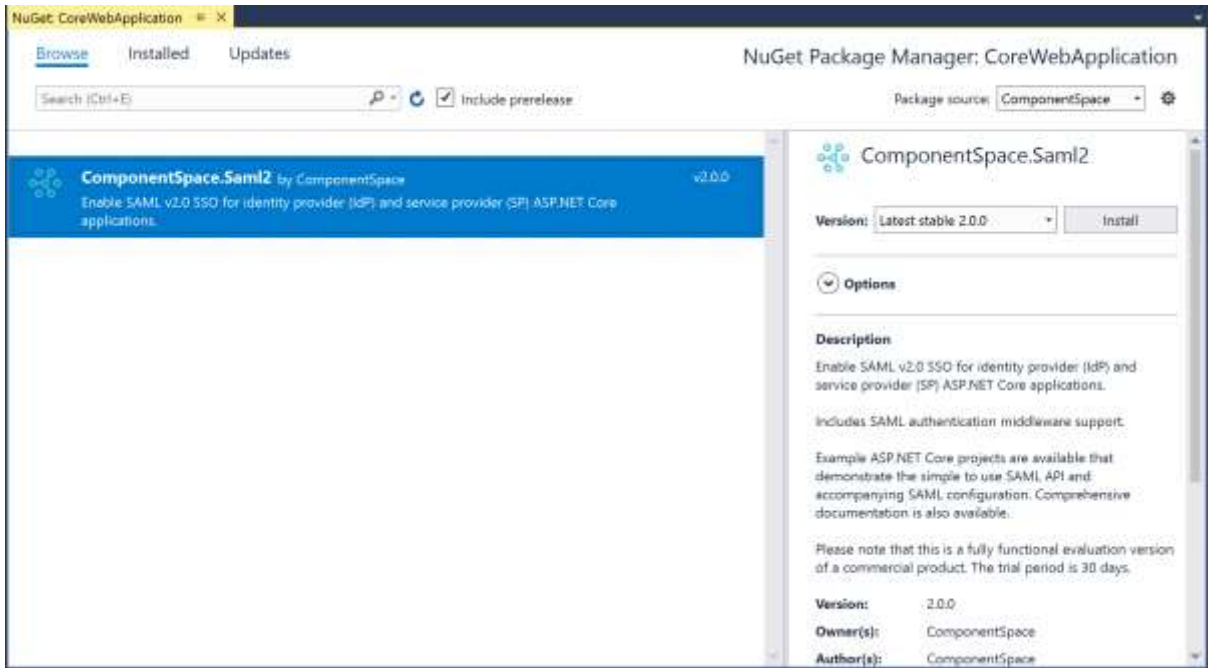 NuGet: CoreWebApplication
Browse Installed Updates
NuGet Package Manager: CoreWebApplication
Search (Ctrl+E)
Include prerelease
Package source: ComponentSpace
ComponentSpace.Saml2 by ComponentSpace v2.0.0
Enable SAML v2.0 SSO for identity provider (IdP) and service provider (SP) ASP.NET Core
applications.
ComponentSpace.Saml2
Version: Latest stable 2.0.0 Install
Options
Description
Enable SAML v2.0 SSO for identity provider (IdP) and
service provider (SP) ASP.NET Core applications.
Includes SAML authentication middleware support.
Example ASP.NET Core projects are available that
demonstrate the simple to use SAML API and
accompanying SAML configuration. Comprehensive
documentation is also available.
Please note that this is a fully functional evaluation version
of a commercial product. The trial period is 30 days.
Version: 2.0.0
Owner(s): ComponentSpace
Author(s): ComponentSpace